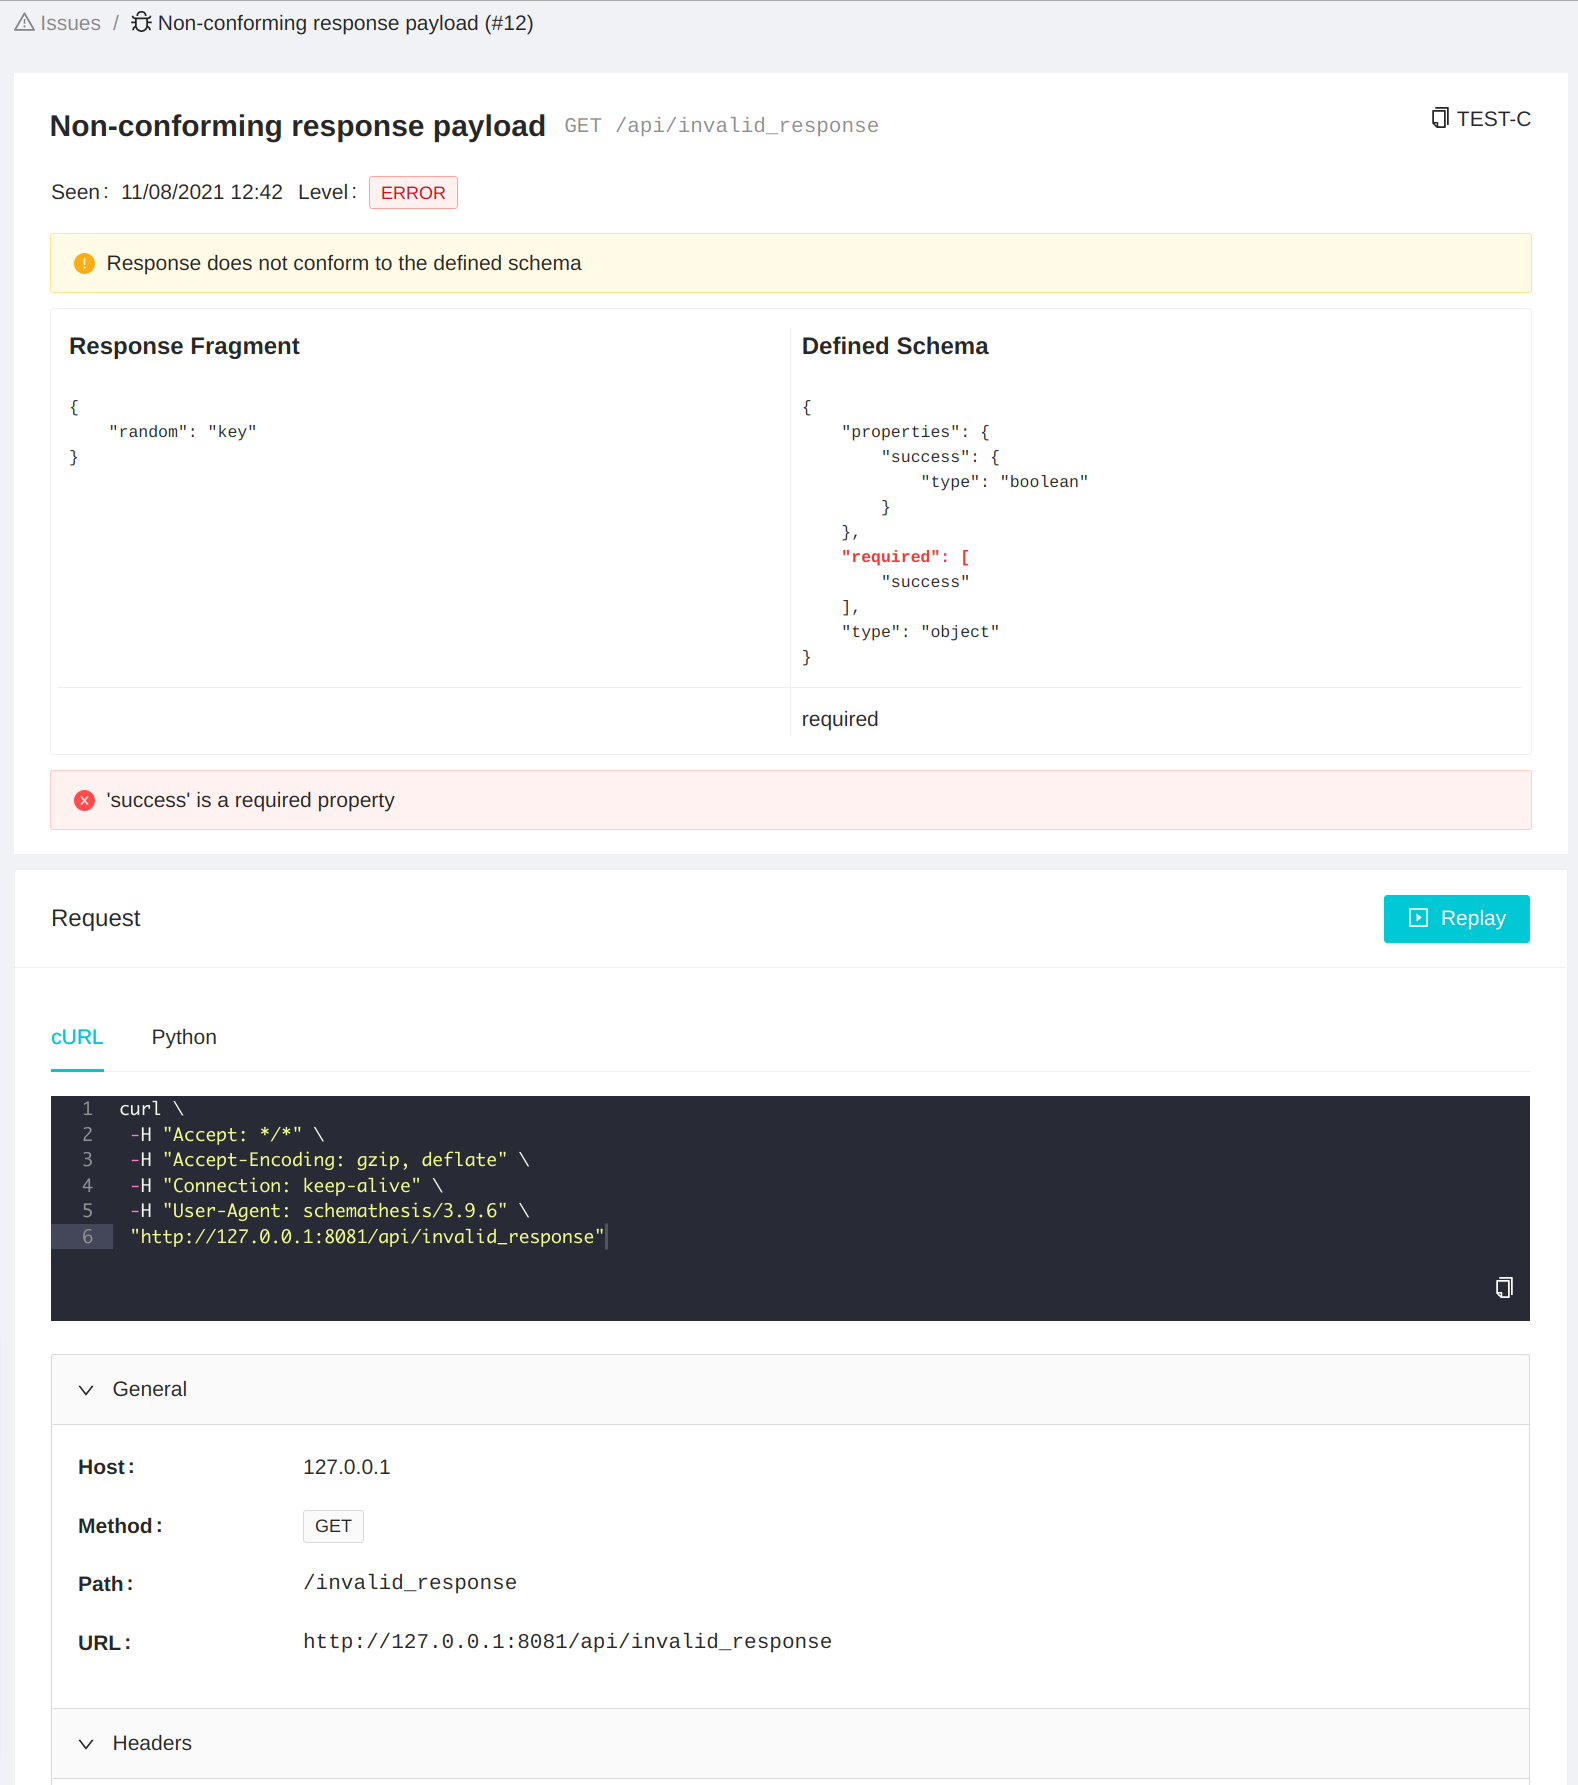 Issues / Non-conforming response payload (#12)
Non-conforming response payload GET /api/invalid_response
TEST-C
Seen: 11/08/2021 12:42 Level: ERROR
Response does not conform to the defined schema
Response Fragment
{
    "random": "key"
}
Defined Schema
{
    "properties": {
        "success": {
            "type": "boolean"
        }
    },
    "required": [
        "success"
    ],
    "type": "object"
}
required
'success' is a required property
Request
Replay
cURL Python
1 curl \
2  -H "Accept: */*" \
3  -H "Accept-Encoding: gzip, deflate" \
4  -H "Connection: keep-alive" \
5  -H "User-Agent: schemathesis/3.9.6" \
6  "http://127.0.0.1:8081/api/invalid_response"
General
Host: 127.0.0.1
Method: GET
Path: /invalid_response
URL: http://127.0.0.1:8081/api/invalid_response
Headers